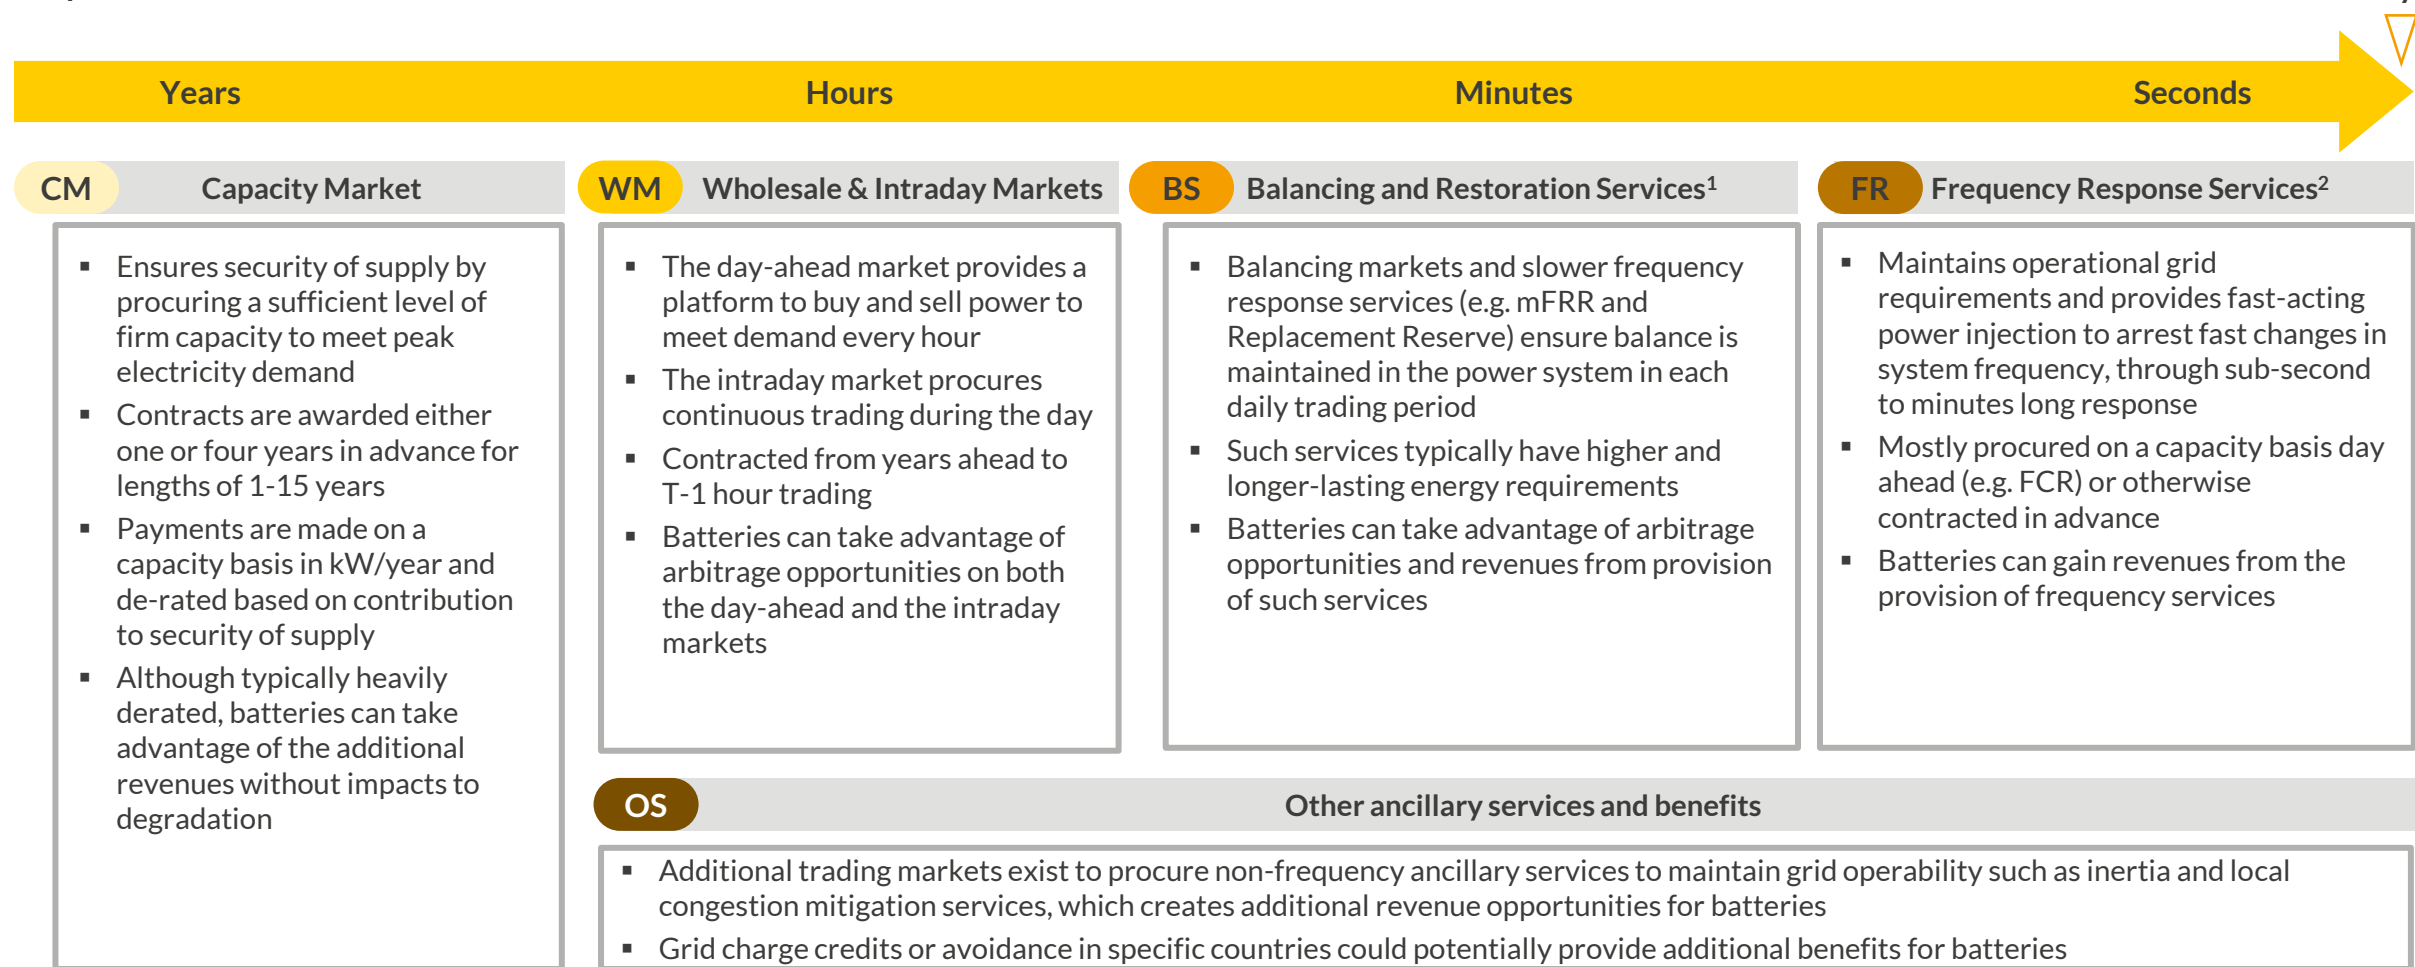 Years
Hours
Minutes
Seconds
CM
Capacity Market
▪ Ensures security of supply by
procuring a sufficient level of
firm capacity to meet peak
electricity demand
▪ Contracts are awarded either
one or four years in advance for
lengths of 1-15 years
▪ Payments are made on a
capacity basis in kW/year and
de-rated based on contribution
to security of supply
▪ Although typically heavily
derated, batteries can take
advantage of the additional
revenues without impacts to
degradation
WM
Wholesale & Intraday Markets
▪ The day-ahead market provides a
platform to buy and sell power to
meet demand every hour
▪ The intraday market procures
continuous trading during the day
▪ Contracted from years ahead to
T-1 hour trading
▪ Batteries can take advantage of
arbitrage opportunities on both
the day-ahead and the intraday
markets
BS
Balancing and Restoration Services¹
▪ Balancing markets and slower frequency
response services (e.g. mFRR and
Replacement Reserve) ensure balance is
maintained in the power system in each
daily trading period
▪ Such services typically have higher and
longer-lasting energy requirements
▪ Batteries can take advantage of arbitrage
opportunities and revenues from provision
of such services
FR
Frequency Response Services²
▪ Maintains operational grid
requirements and provides fast-acting
power injection to arrest fast changes in
system frequency, through sub-second
to minutes long response
▪ Mostly procured on a capacity basis day
ahead (e.g. FCR) or otherwise
contracted in advance
▪ Batteries can gain revenues from the
provision of frequency services
OS
Other ancillary services and benefits
▪ Additional trading markets exist to procure non-frequency ancillary services to maintain grid operability such as inertia and local
congestion mitigation services, which creates additional revenue opportunities for batteries
▪ Grid charge credits or avoidance in specific countries could potentially provide additional benefits for batteries